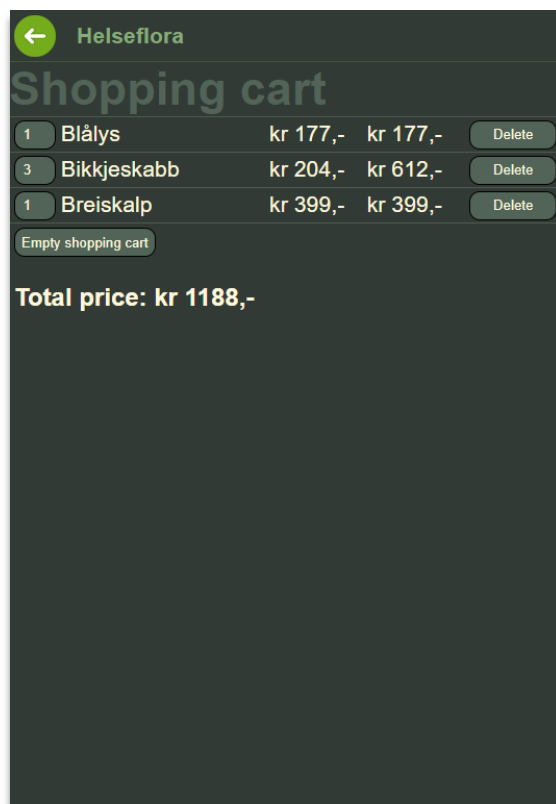 Helseflora
Shopping cart
1 Blålys kr 177,- kr 177,- Delete
3 Bikkjeskabb kr 204,- kr 612,- Delete
1 Breiskalp kr 399,- kr 399,- Delete
Empty shopping cart
Total price: kr 1188,-